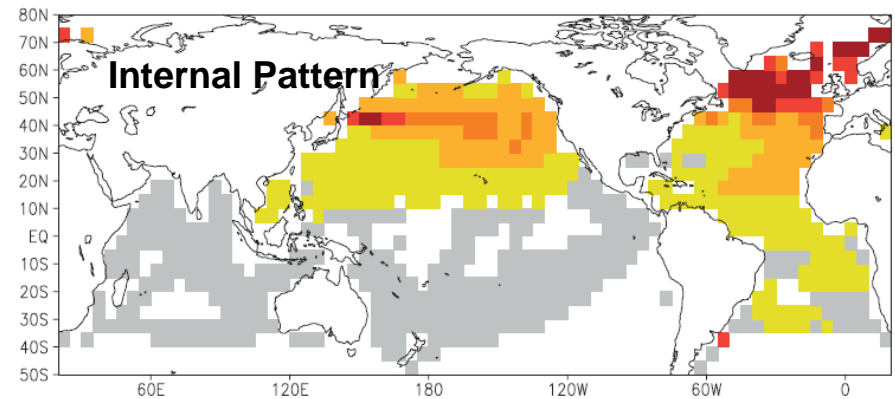 80N
70N
60N
Internal Pattern
50N
40N
30N
20N
10N
EQ
10S
20S
30S
40S
50S
60E 120E 180 120W 60W 0